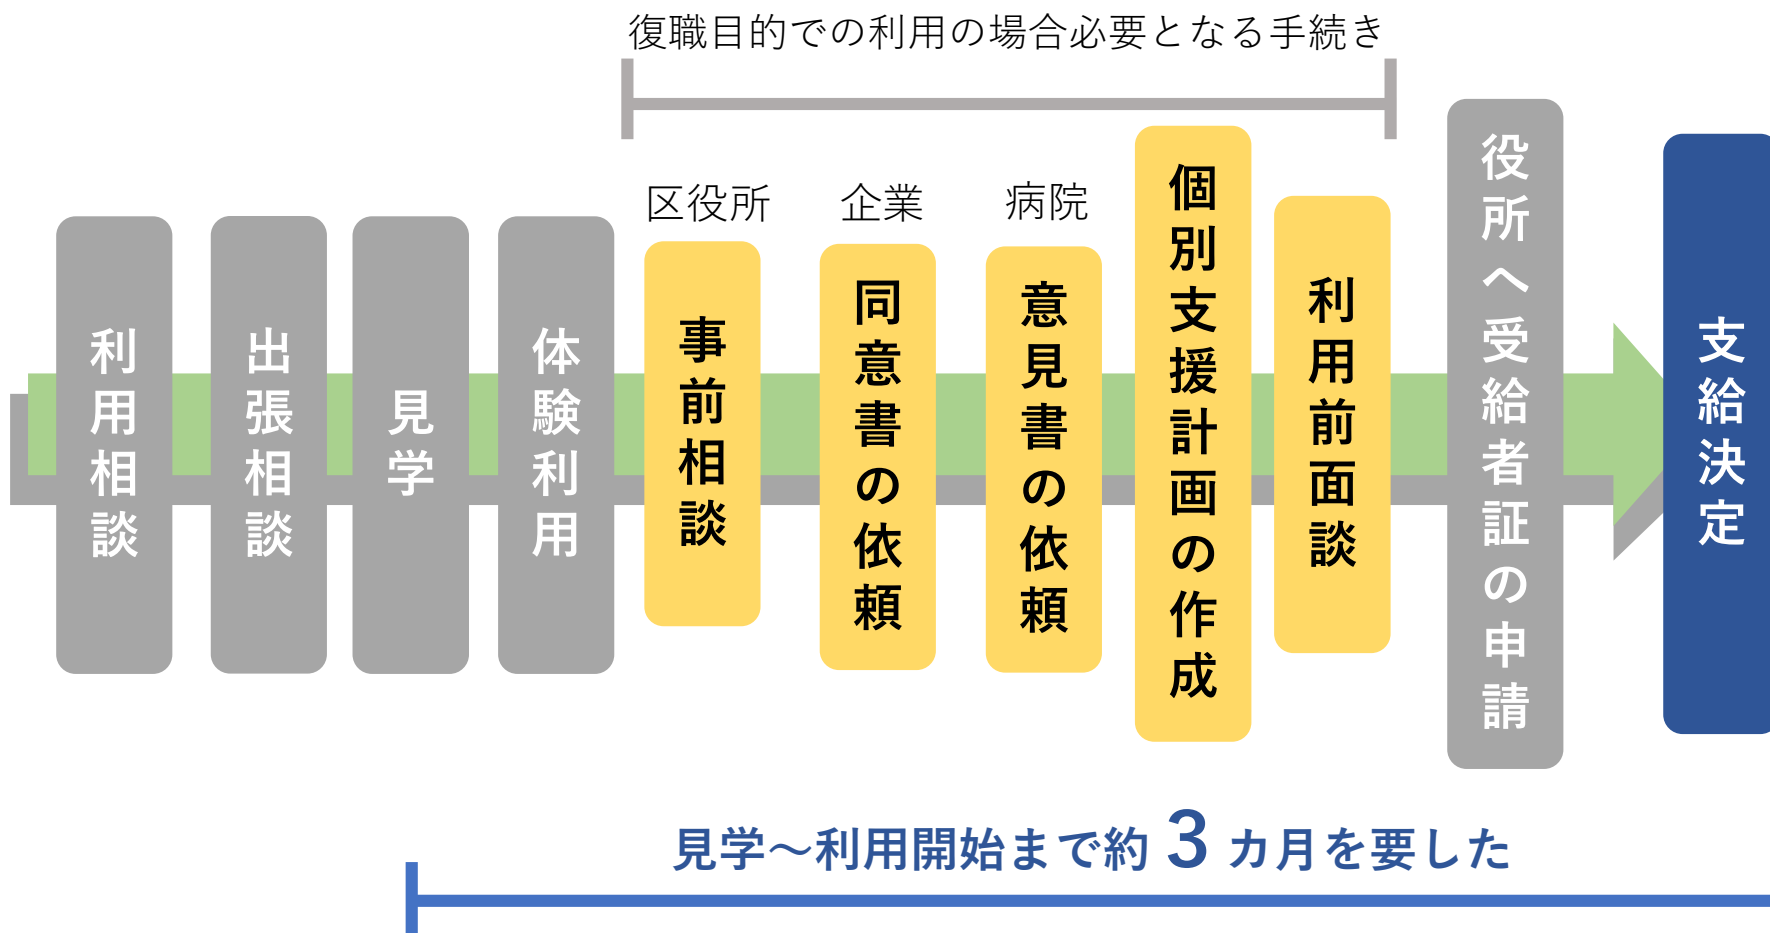 復職目的での利用の場合必要となる手続き
利用相談
出張相談
見学
体験利用
区役所
事前相談
企業
同意書の依頼
病院
意見書の依頼
個別支援計画の作成
利用前面談
役所へ受給者証の申請
支給決定
見学～利用開始まで約3カ月を要した